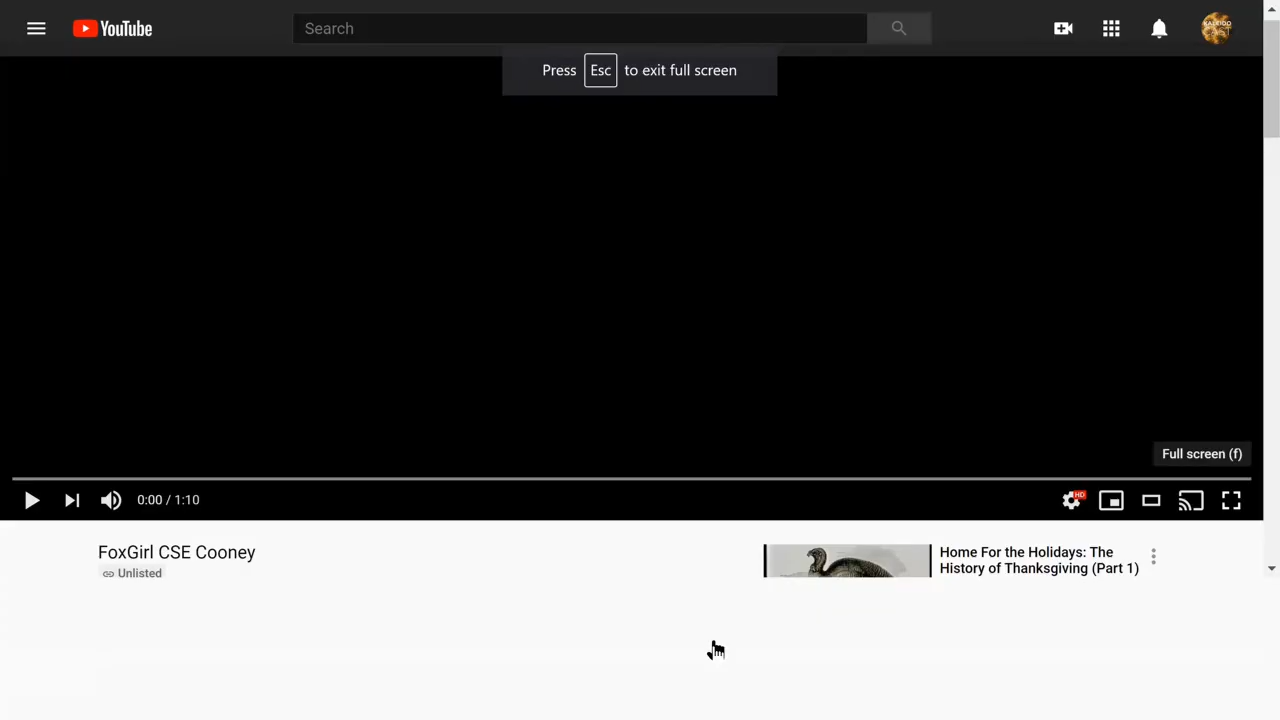 YouTube
Search
Press Esc to exit full screen
Full screen (f)
0:00 / 1:10
HD
FoxGirl CSE Cooney
Unlisted
Home For the Holidays: The
History of Thanksgiving (Part 1)